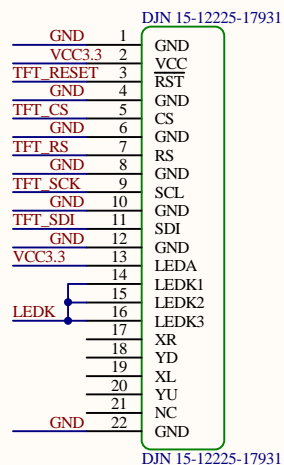 DJN 15-12225-17931
GND 1 GND
VCC3.3 2 VCC
TFT_RESET 3 RST
GND 4 GND
TFT_CS 5 CS
GND 6 GND
TFT_RS 7 RS
GND 8 GND
TFT_SCK 9 SCL
GND 10 GND
TFT_SDI 11 SDI
GND 12 GND
VCC3.3 13 LEDA
14 LEDK1
15 LEDK2
LEDK 16 LEDK3
17 XR
18 YD
19 XL
20 YU
21 NC
GND 22 GND
DJN 15-12225-17931